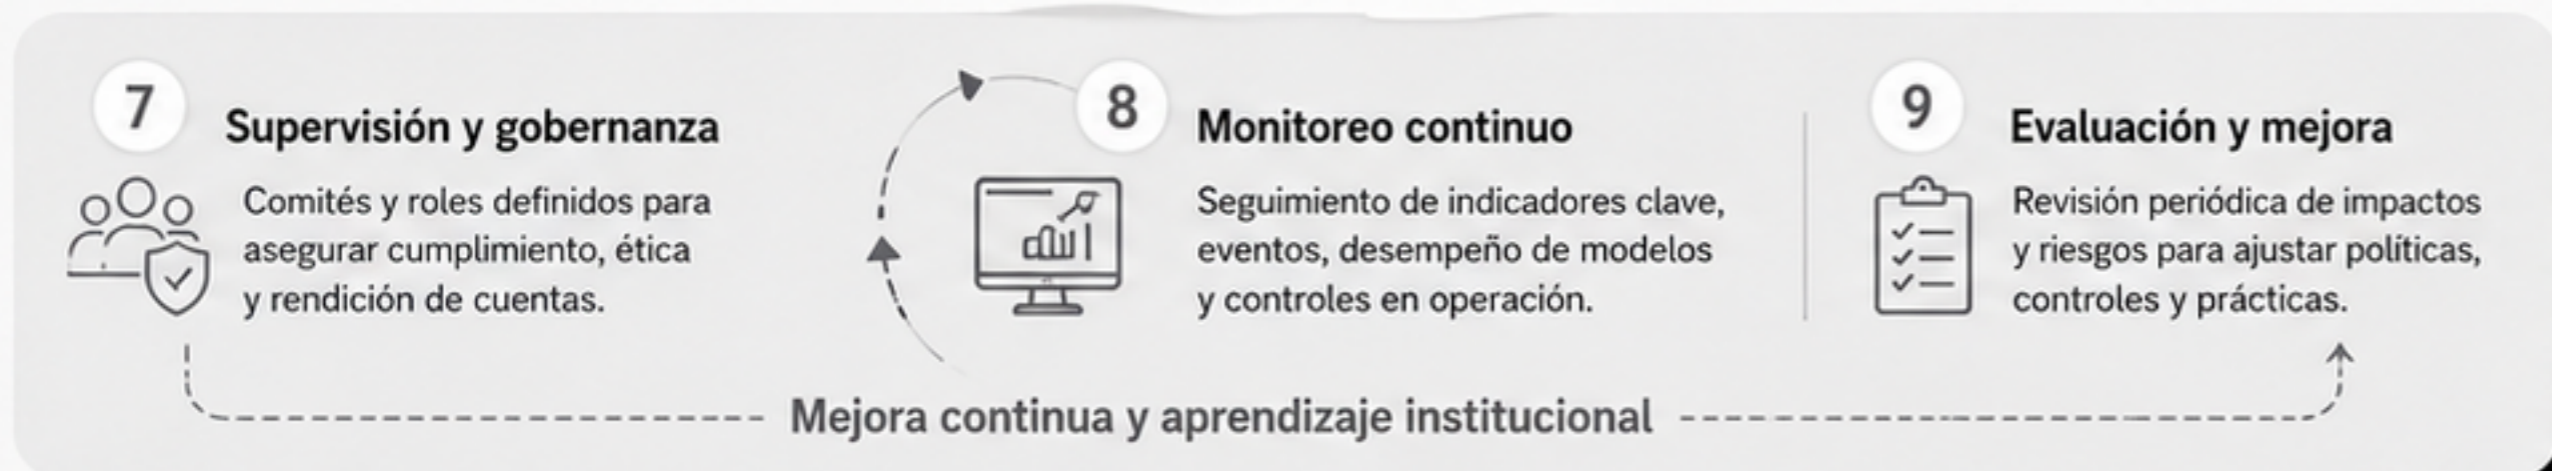 7
Supervisión y gobernanza
Comités y roles definidos para
asegurar cumplimiento, ética
y rendición de cuentas.
8
Monitoreo continuo
Seguimiento de indicadores clave,
eventos, desempeño de modelos
y controles en operación.
9
Evaluación y mejora
Revisión periódica de impactos
y riesgos para ajustar políticas,
controles y prácticas.
Mejora continua y aprendizaje institucional